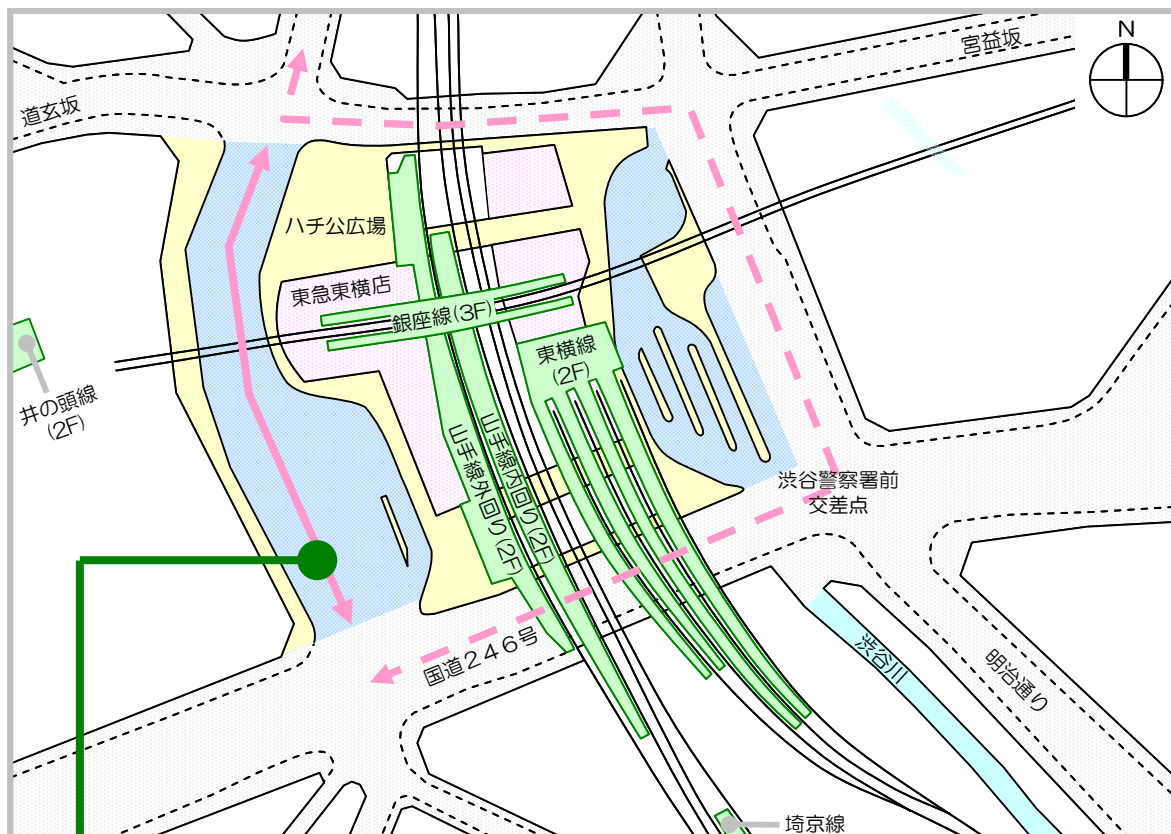 N
宮益坂
道玄坂
ハチ公広場
東急東横店
銀座線(3F)
東横線
(2F)
井の頭線
(2F)
山手線外回り(2F)
山手線内回り(2F)
渋谷警察署前
交差点
国道246号
渋谷川
明治通り
埼京線